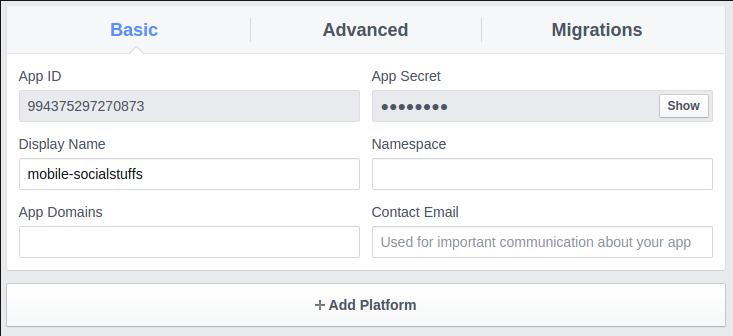 Basic Advanced Migrations
App ID App Secret
994375297270873 ●●●●●●●● Show
Display Name Namespace
mobile-socialstuffs
App Domains Contact Email
Used for important communication about your app
+ Add Platform